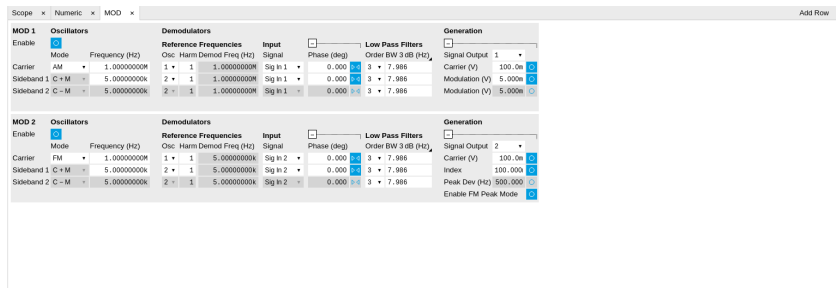 Scope × Numeric × MOD × Add Row
MOD 1 Oscillators Demodulators Generation
Enable Reference Frequencies Input Low Pass Filters
Mode Frequency (Hz) Osc Harm Demod Freq (Hz) Signal Phase (deg) Order BW 3 dB (Hz) Signal Output 1
Carrier AM 1.00000000M 1 1 1.00000000M Sig In 1 0.000 3 7.986 Carrier (V) 100.0m
Sideband 1 C + M 5.00000000k 2 1 1.00000000M Sig In 1 0.000 3 7.986 Modulation (V) 5.000m
Sideband 2 C − M 5.00000000k 2 1 1.00000000M Sig In 1 0.000 3 7.986 Modulation (V) 5.000m
MOD 2 Oscillators Demodulators Generation
Enable Reference Frequencies Input Low Pass Filters
Mode Frequency (Hz) Osc Harm Demod Freq (Hz) Signal Phase (deg) Order BW 3 dB (Hz) Signal Output 2
Carrier FM 1.00000000M 1 1 5.00000000k Sig In 2 0.000 3 7.986 Carrier (V) 100.0m
Sideband 1 C + M 5.00000000k 2 1 5.00000000k Sig In 2 0.000 3 7.986 Index
Sideband 2 C − M 5.00000000k 2 1 5.00000000k Sig In 2 0.000 3 7.986 Peak Dev (Hz) 500.000
Enable FM Peak Mode